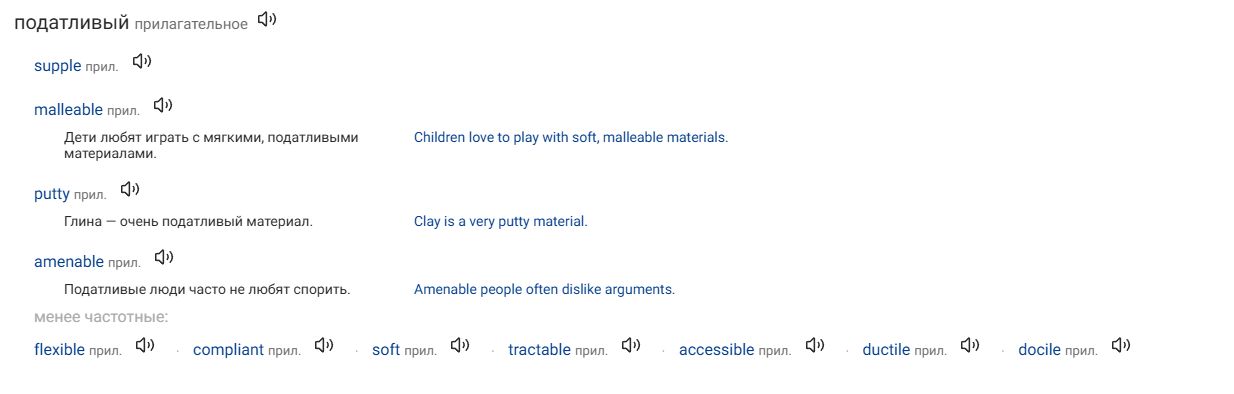 податливый прилагательное
supple прил.
malleable прил.
Дети любят играть с мягкими, податливыми материалами. Children love to play with soft, malleable materials.
putty прил.
Глина — очень податливый материал. Clay is a very putty material.
amenable прил.
Податливые люди часто не любят спорить. Amenable people often dislike arguments.
менее частотные:
flexible прил. · compliant прил. · soft прил. · tractable прил. · accessible прил. · ductile прил. · docile прил.